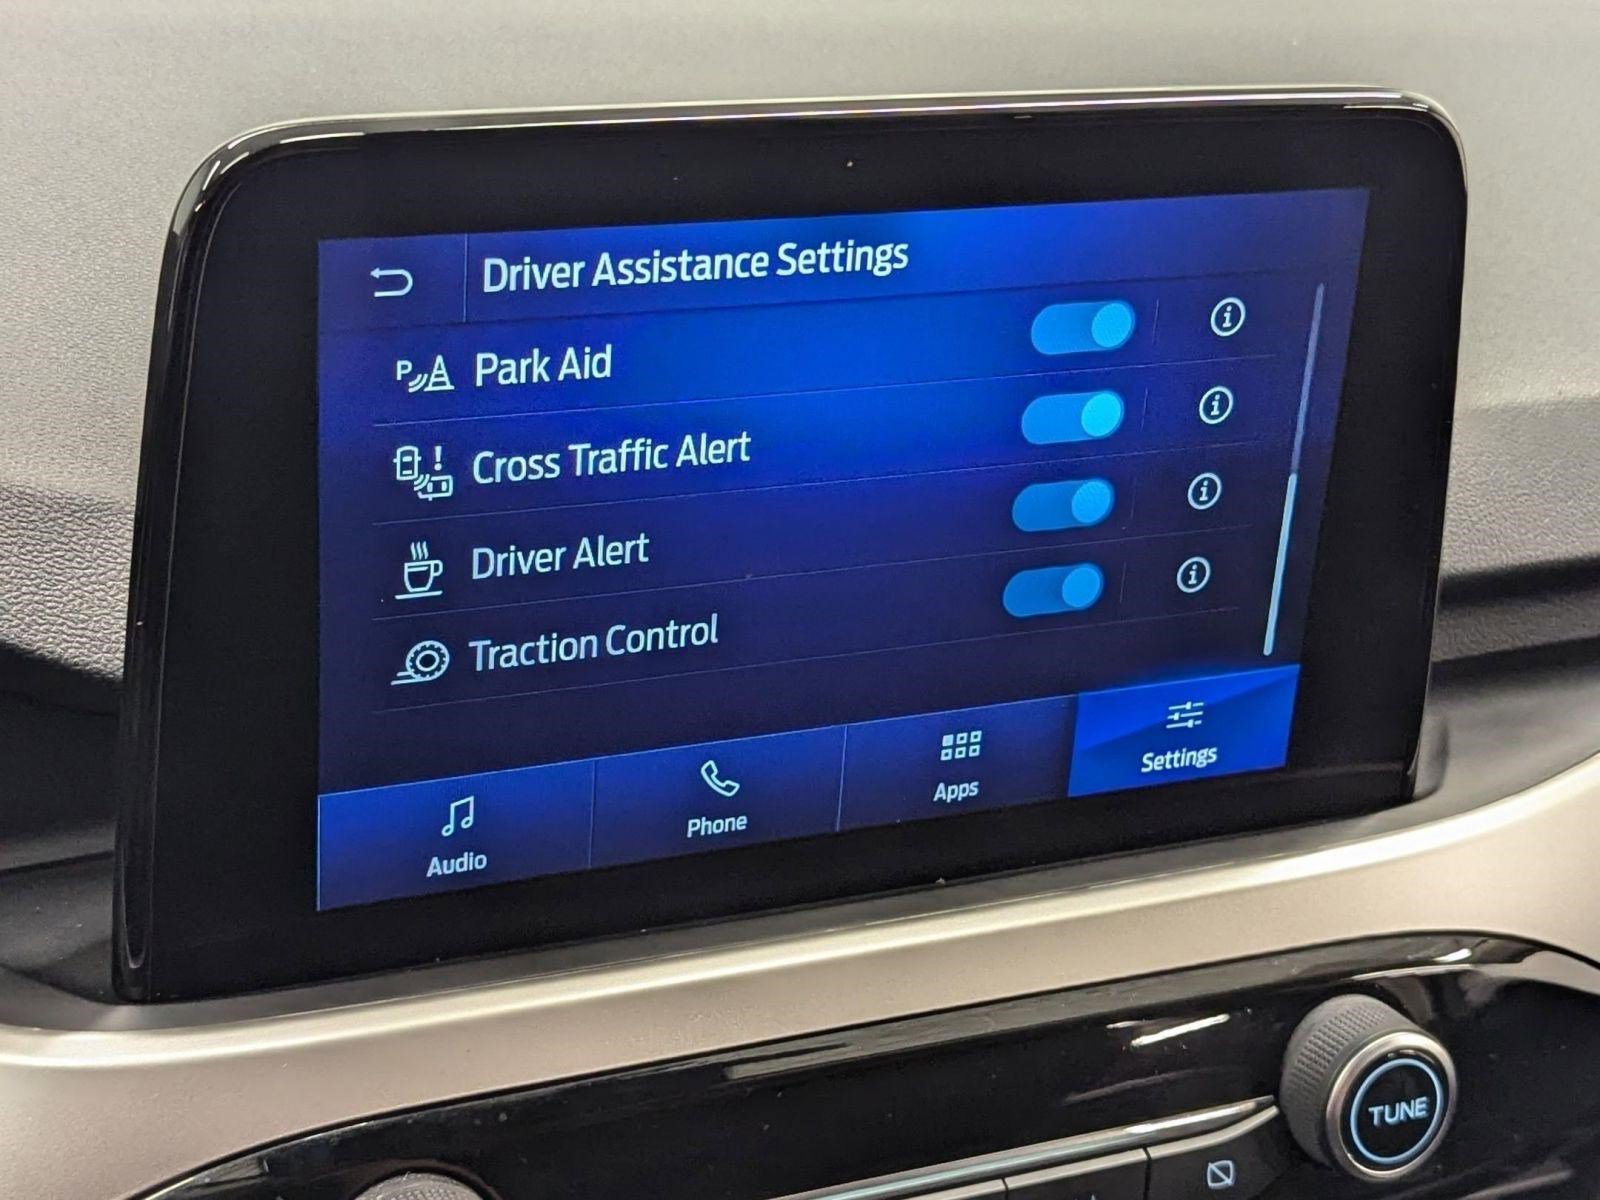 Driver Assistance Settings
P Park Aid
Cross Traffic Alert
Driver Alert
Traction Control
Audio
Phone
Apps
Settings
TUNE